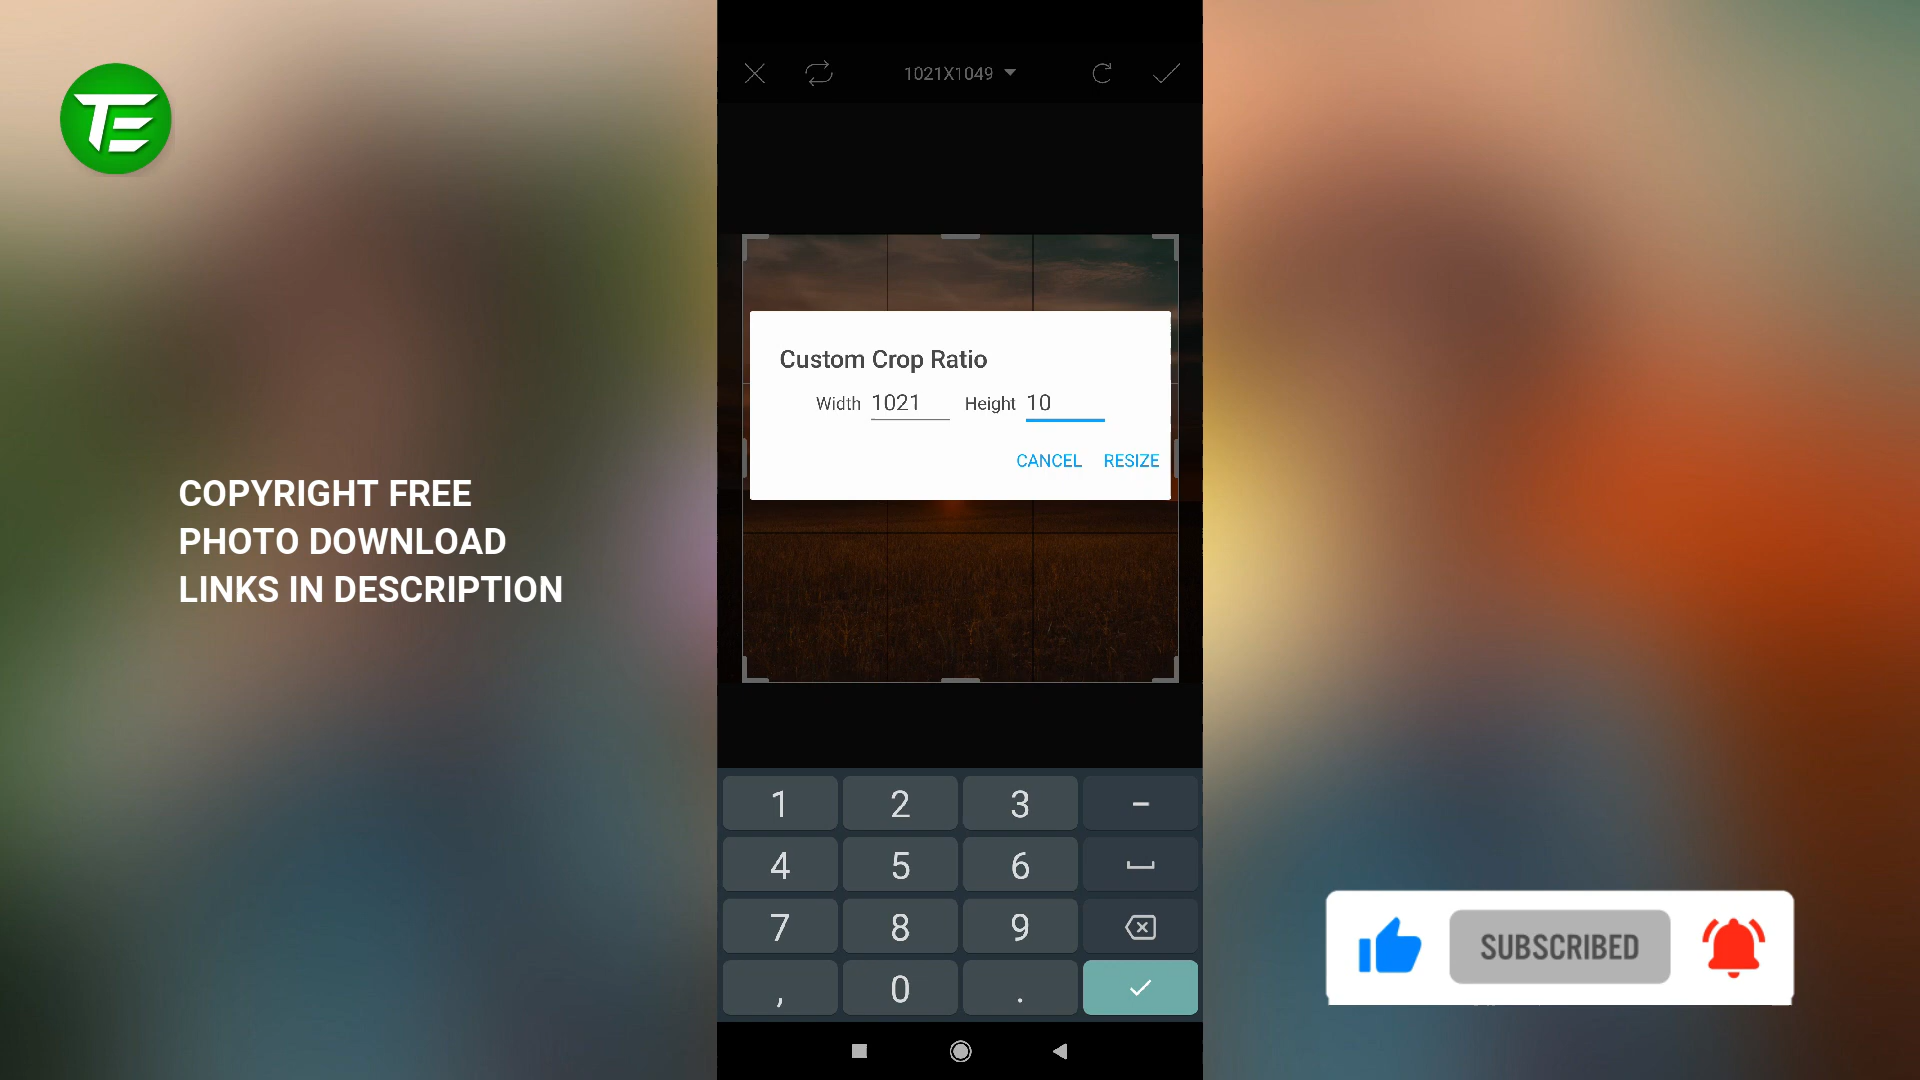 TE
1021X1049
Custom Crop Ratio
Width 1021 Height 10
CANCEL RESIZE
COPYRIGHT FREE
PHOTO DOWNLOAD
LINKS IN DESCRIPTION
1 2 3 -
4 5 6
7 8 9
, 0 .
SUBSCRIBED